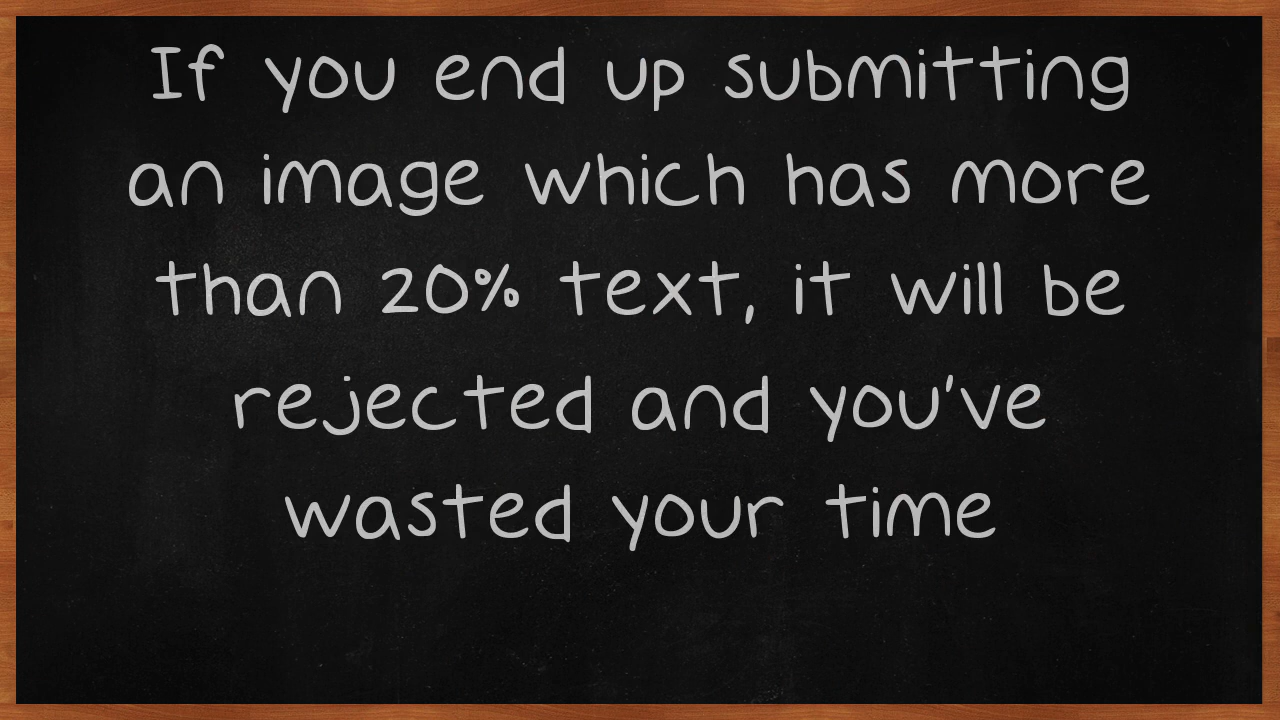 If you end up submitting
an image which has more
than 20% text, it will be
rejected and you've
wasted your time